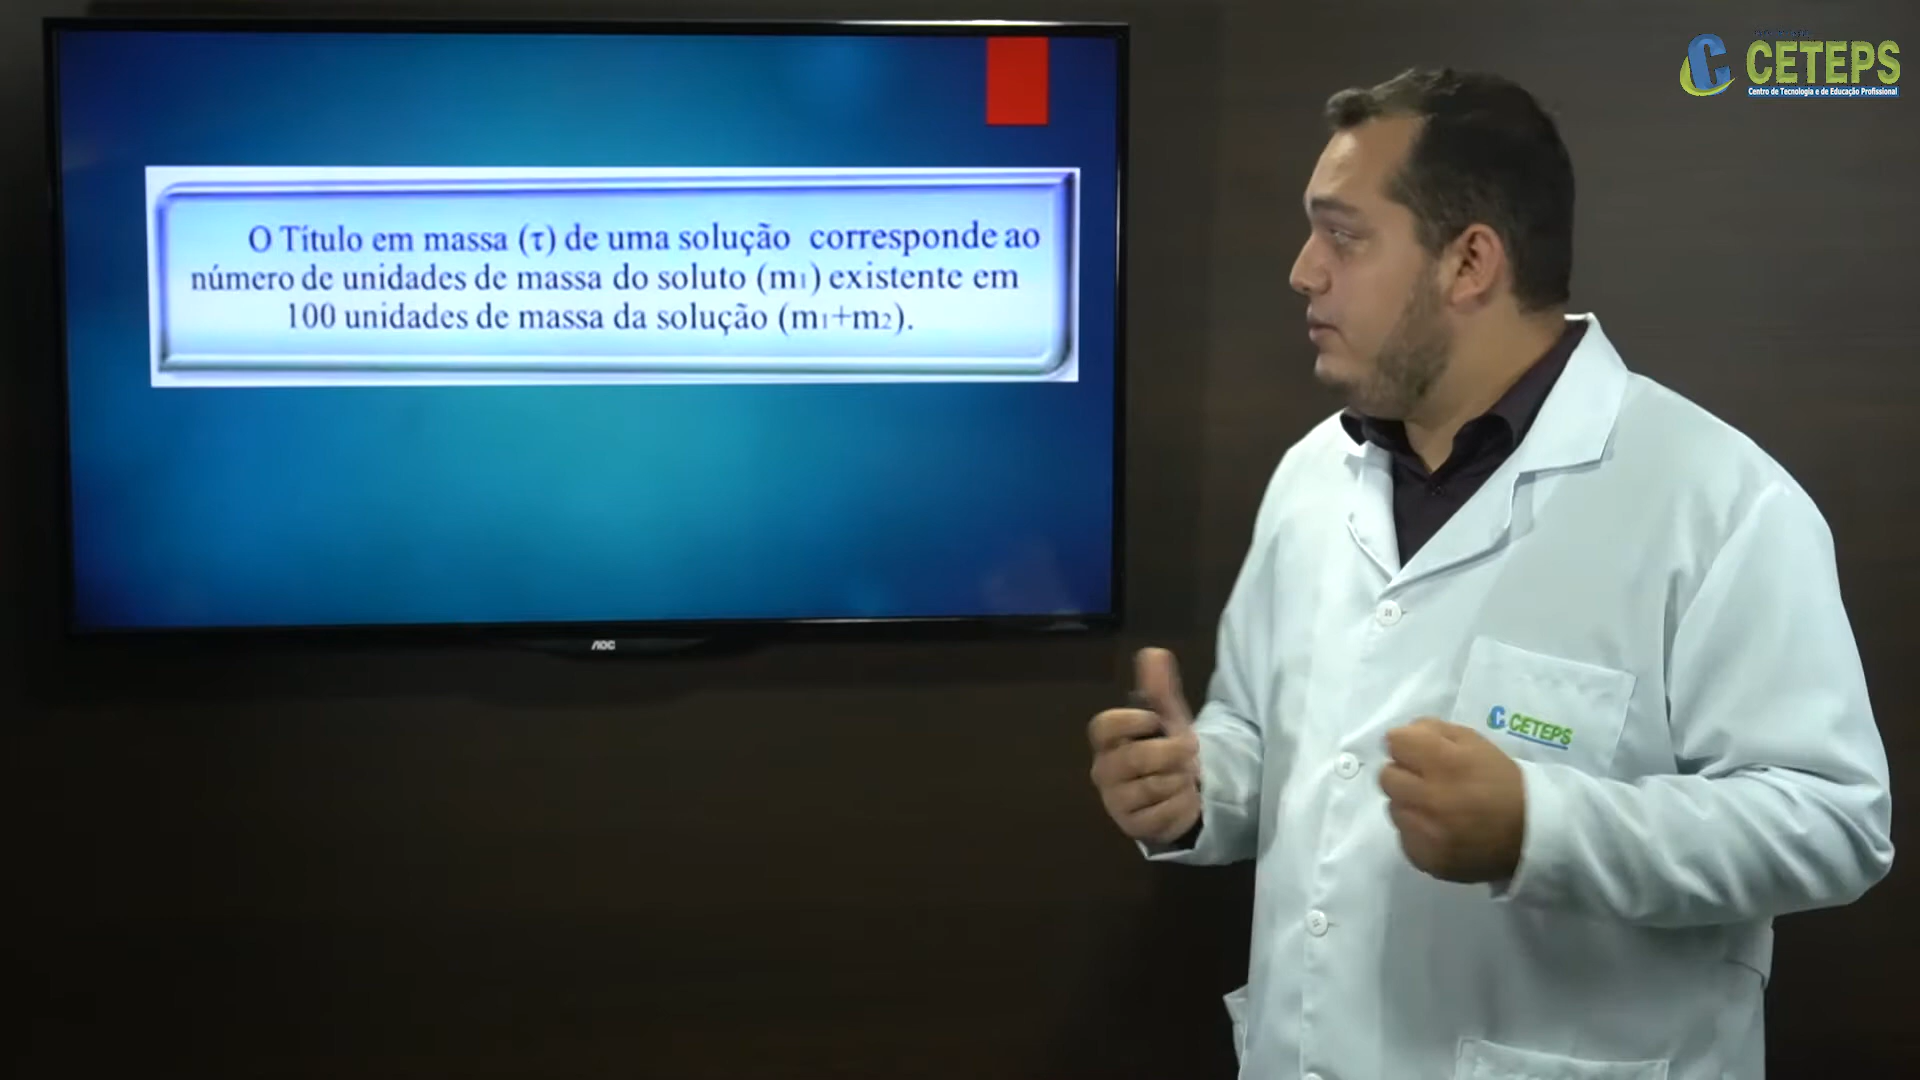 CETEPS
Centro de Tecnologia e de Educação Profissional
O Título em massa (τ) de uma solução corresponde ao
número de unidades de massa do soluto (m₁) existente em
100 unidades de massa da solução (m₁+m₂).
AOC
CETEPS